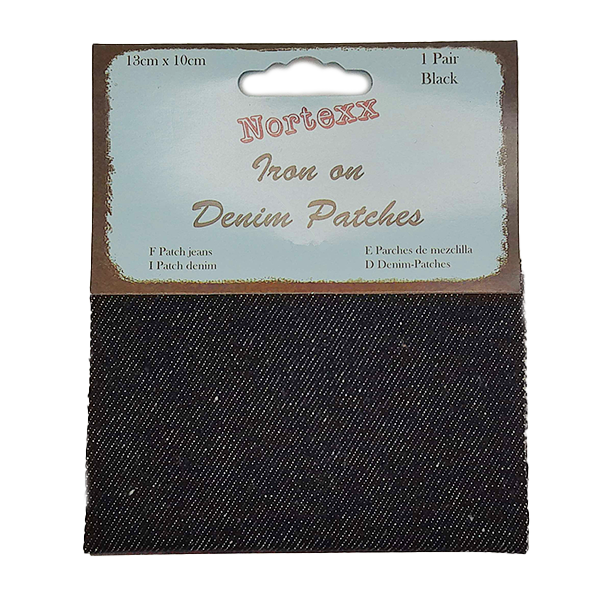 13cm x 10cm
1 Pair
Black
Nortexx
Iron on
Denim Patches
F Patch jeans
I Patch denim
E Parches de mezclilla
D Denim-Patches